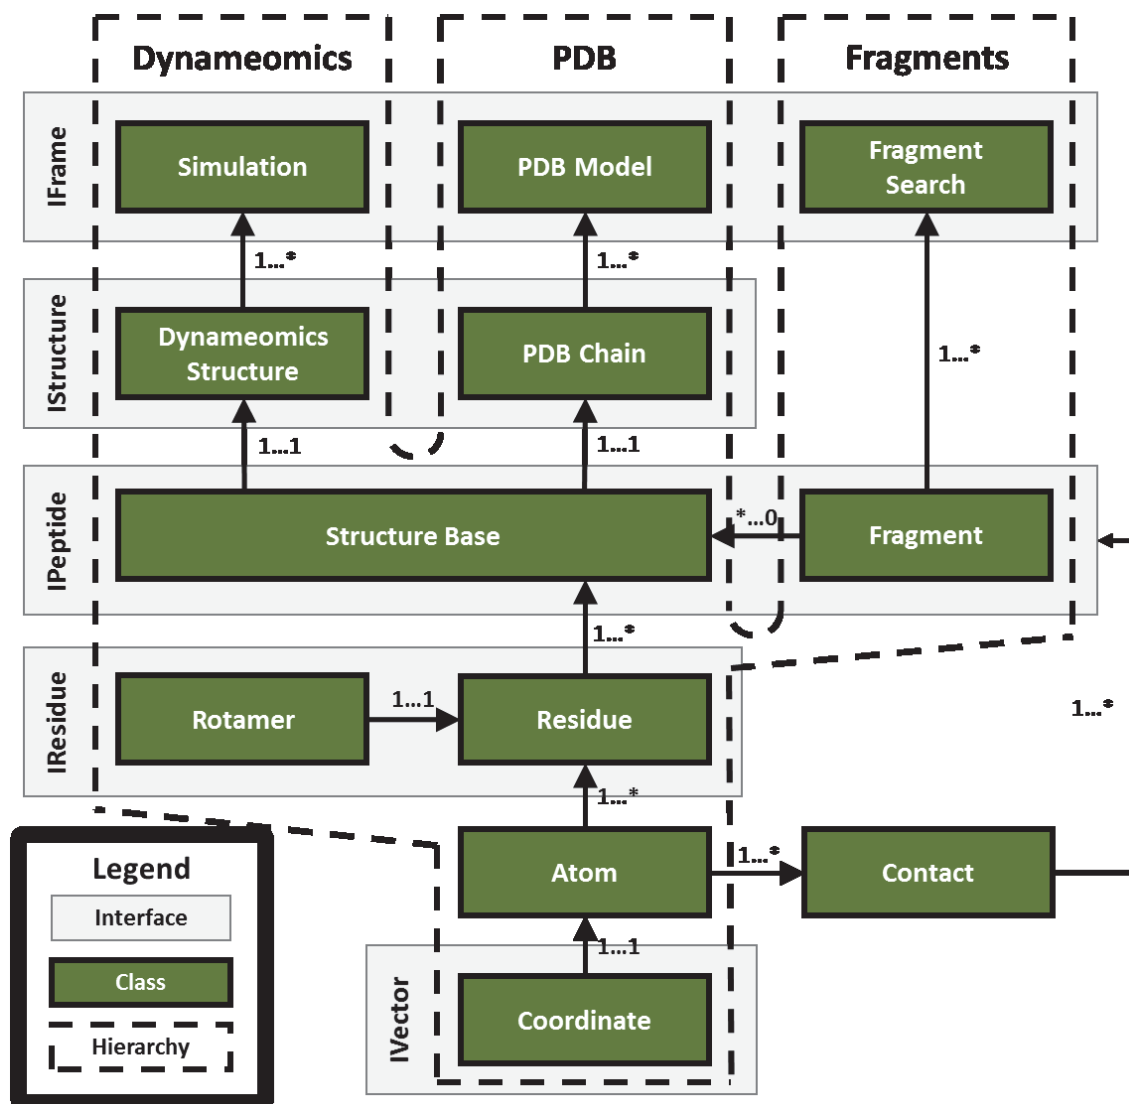 Dynameomics
PDB
Fragments
IFrame
Simulation
PDB Model
Fragment
Search
1...*
1...*
IStructure
Dynameomics
Structure
PDB Chain
1...*
1...1
1...1
IPeptide
Structure Base
*...0
Fragment
1...*
IResidue
Rotamer
1...1
Residue
1...*
1...*
Atom
1...*
Contact
1...1
IVector
Coordinate
Legend
Interface
Class
Hierarchy